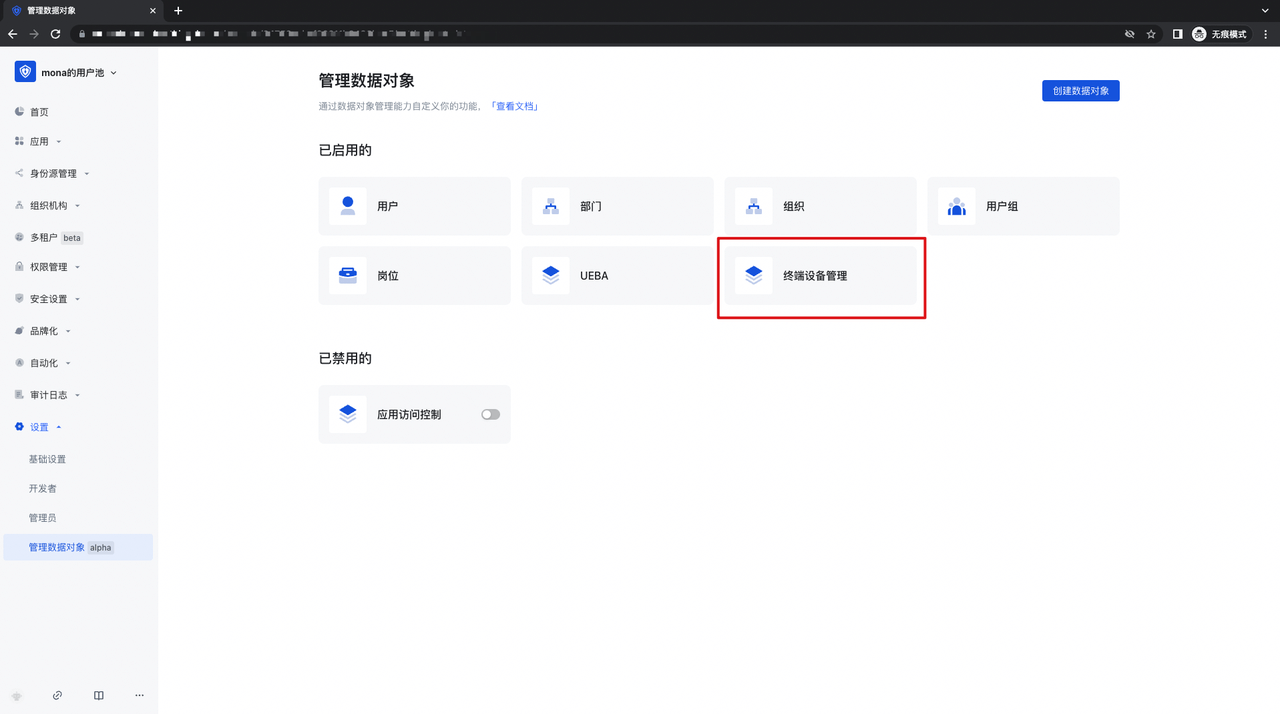 管理数据对象
无痕模式
mona的用户池
首页
应用
身份源管理
组织机构
多租户 beta
权限管理
安全设置
品牌化
自动化
审计日志
设置
基础设置
开发者
管理员
管理数据对象 alpha
管理数据对象
通过数据对象管理能力自定义你的功能，「查看文档」
创建数据对象
已启用的
用户
部门
组织
用户组
岗位
UEBA
终端设备管理
已禁用的
应用访问控制